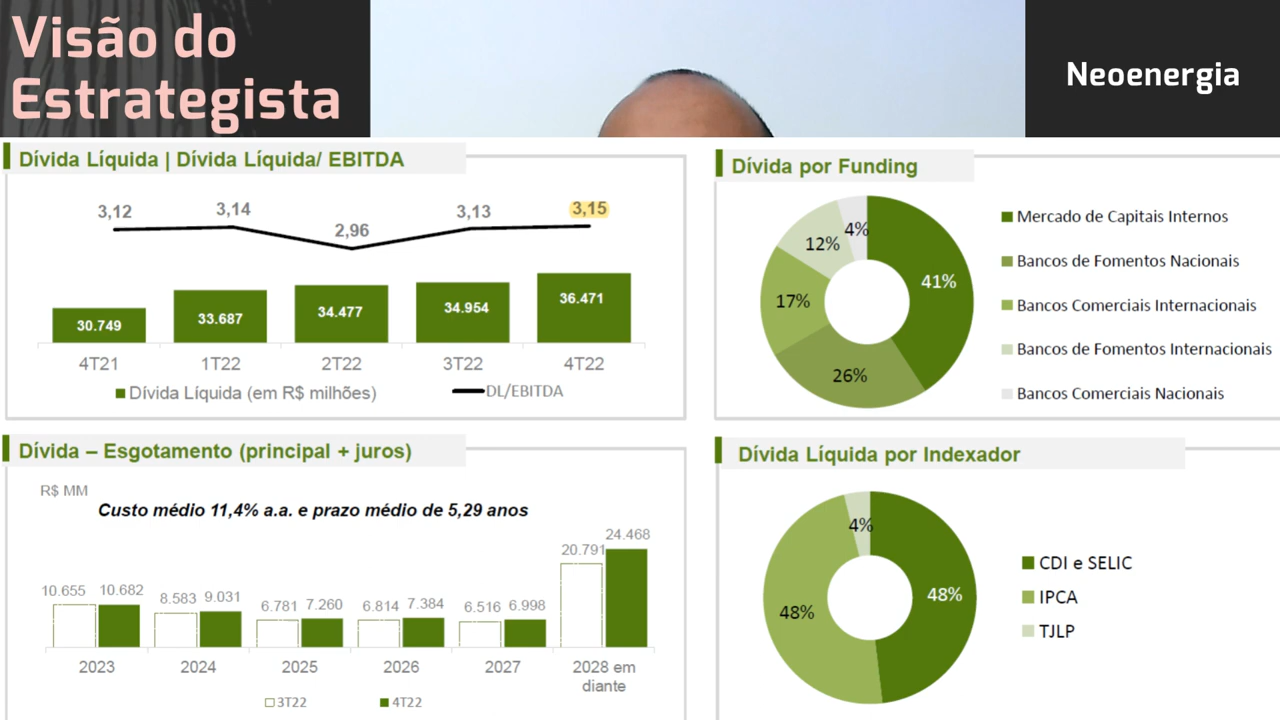 Visão do
Estrategista
Neoenergia
Dívida Líquida | Dívida Líquida/ EBITDA
3,12
3,14
2,96
3,13
3,15
30.749
33.687
34.477
34.954
36.471
4T21
1T22
2T22
3T22
4T22
Dívida Líquida (em R$ milhões)
DL/EBITDA
Dívida por Funding
4%
12%
41%
17%
26%
Mercado de Capitais Internos
Bancos de Fomentos Nacionais
Bancos Comerciais Internacionais
Bancos de Fomentos Internacionais
Bancos Comerciais Nacionais
Dívida – Esgotamento (principal + juros)
R$ MM
Custo médio 11,4% a.a. e prazo médio de 5,29 anos
10.655
10.682
8.583
9.031
6.781
7.260
6.814
7.384
6.516
6.998
20.791
24.468
2023
2024
2025
2026
2027
2028 em
diante
3T22
4T22
Dívida Líquida por Indexador
4%
48%
48%
CDI e SELIC
IPCA
TJLP